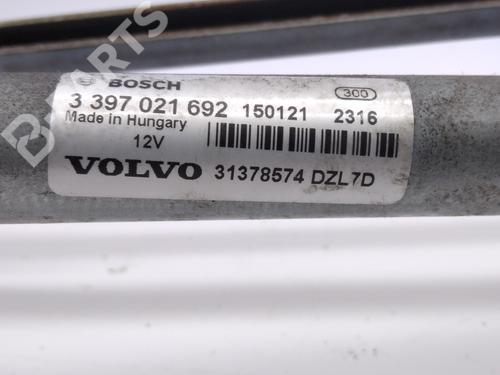 BOSCH
300
3 397 021 692 150121 2316
Made in Hungary
12V
VOLVO 31378574 DZL7D
PARTS